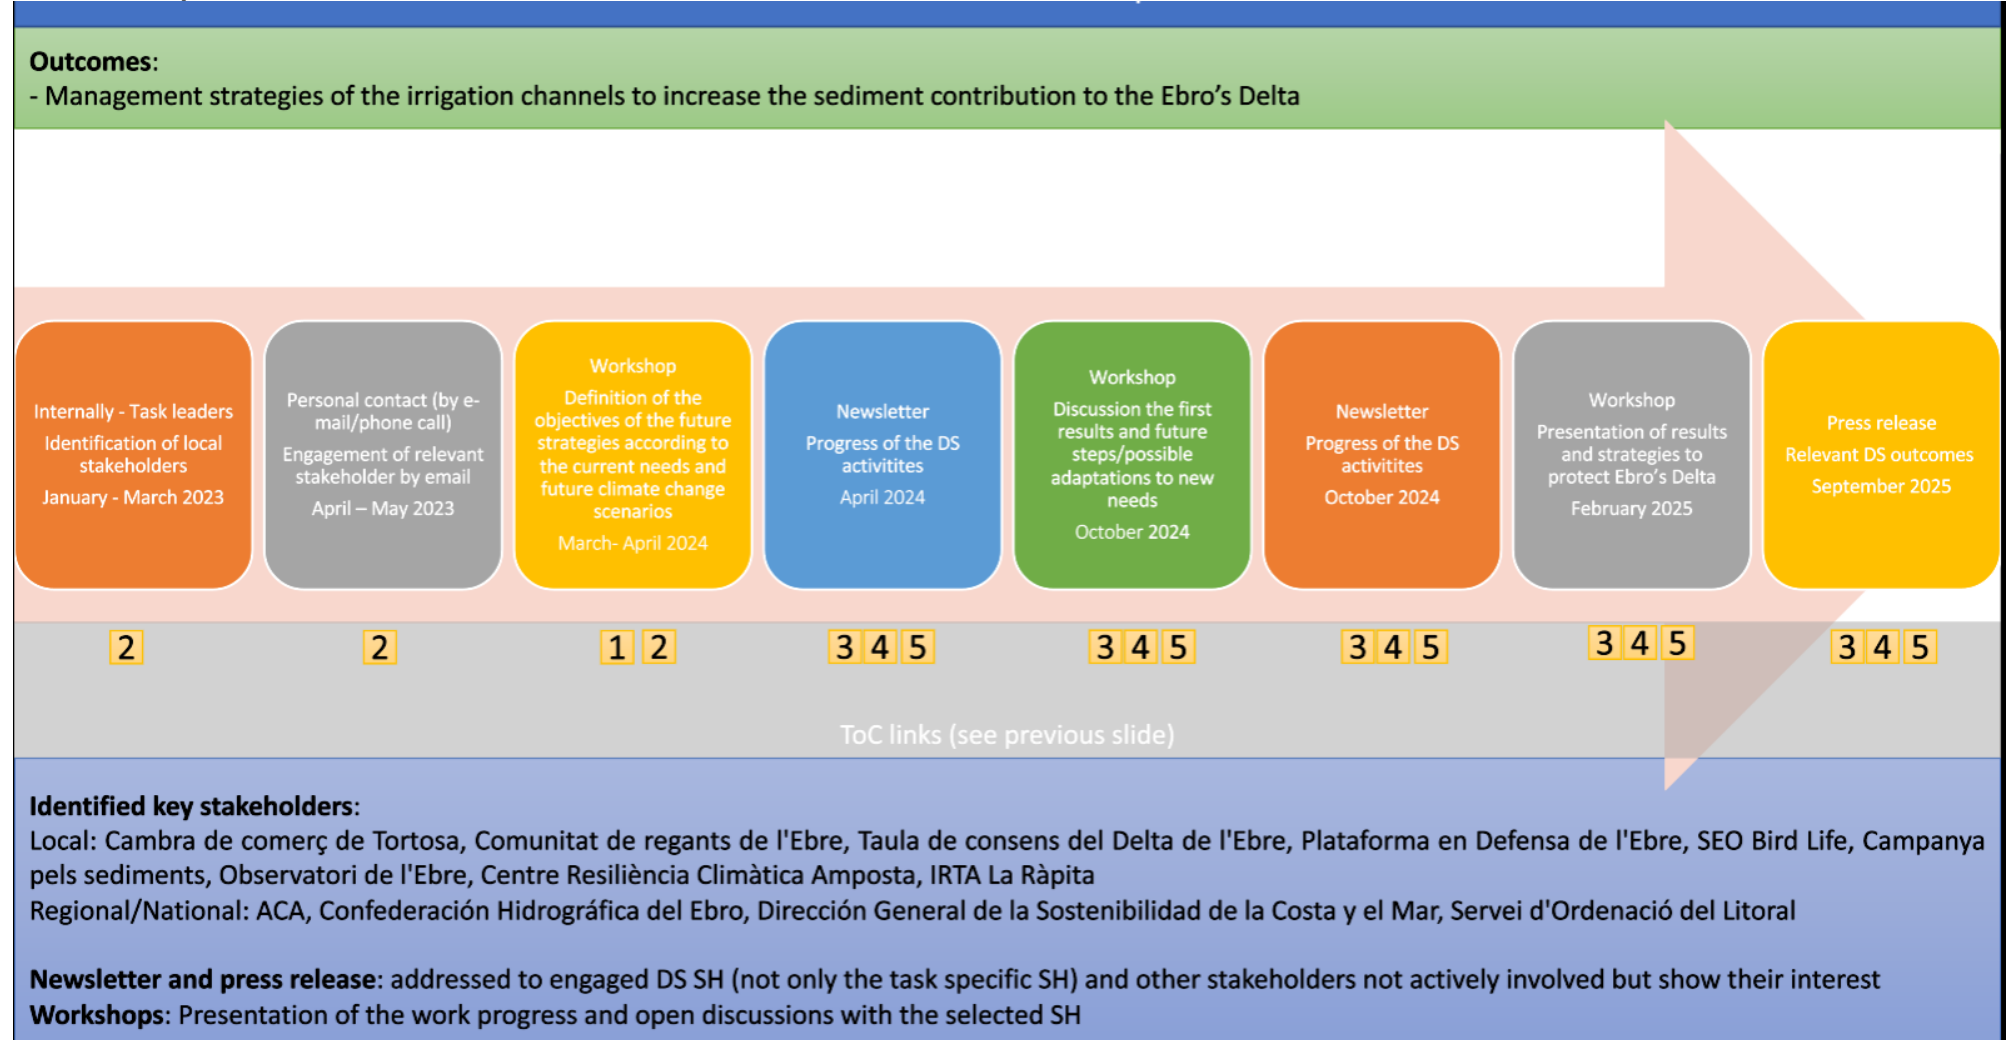 Outcomes:
- Management strategies of the irrigation channels to increase the sediment contribution to the Ebro’s Delta
Internally - Task leaders
Identification of local
stakeholders
January - March 2023
Personal contact (by e-
mail/phone call)
Engagement of relevant
stakeholder by email
April – May 2023
Workshop
Definition of the
objectives of the future
strategies according to
the current needs and
future climate change
scenarios
March- April 2024
Newsletter
Progress of the DS
activitites
April 2024
Workshop
Discussion the first
results and future
steps/possible
adaptations to new
needs
October 2024
Newsletter
Progress of the DS
activitites
October 2024
Workshop
Presentation of results
and strategies to
protect Ebro’s Delta
February 2025
Press release
Relevant DS outcomes
September 2025
2
2
1 2
3 4 5
3 4 5
3 4 5
3 4 5
3 4 5
ToC links (see previous slide)
Identified key stakeholders:
Local: Cambra de comerç de Tortosa, Comunitat de regants de l'Ebre, Taula de consens del Delta de l'Ebre, Plataforma en Defensa de l'Ebre, SEO Bird Life, Campanya
pels sediments, Observatori de l'Ebre, Centre Resiliència Climàtica Amposta, IRTA La Ràpita
Regional/National: ACA, Confederación Hidrográfica del Ebro, Dirección General de la Sostenibilidad de la Costa y el Mar, Servei d'Ordenació del Litoral
Newsletter and press release: addressed to engaged DS SH (not only the task specific SH) and other stakeholders not actively involved but show their interest
Workshops: Presentation of the work progress and open discussions with the selected SH